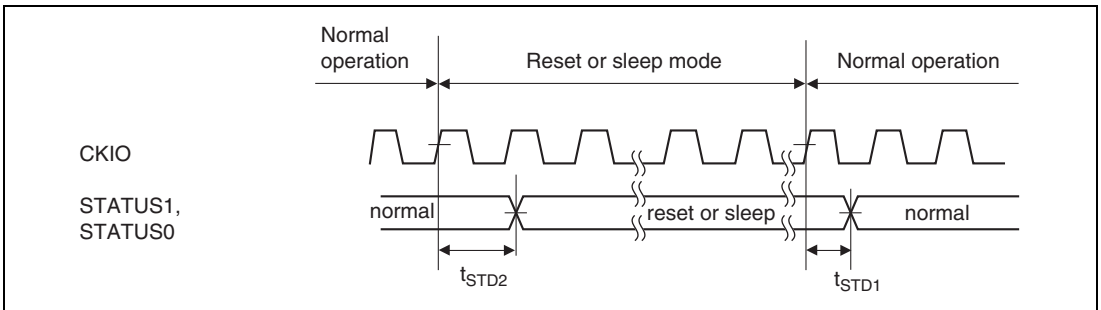 Normal
operation
Reset or sleep mode
Normal operation
CKIO
STATUS1,
STATUS0
normal
reset or sleep
normal
tSTD2
tSTD1